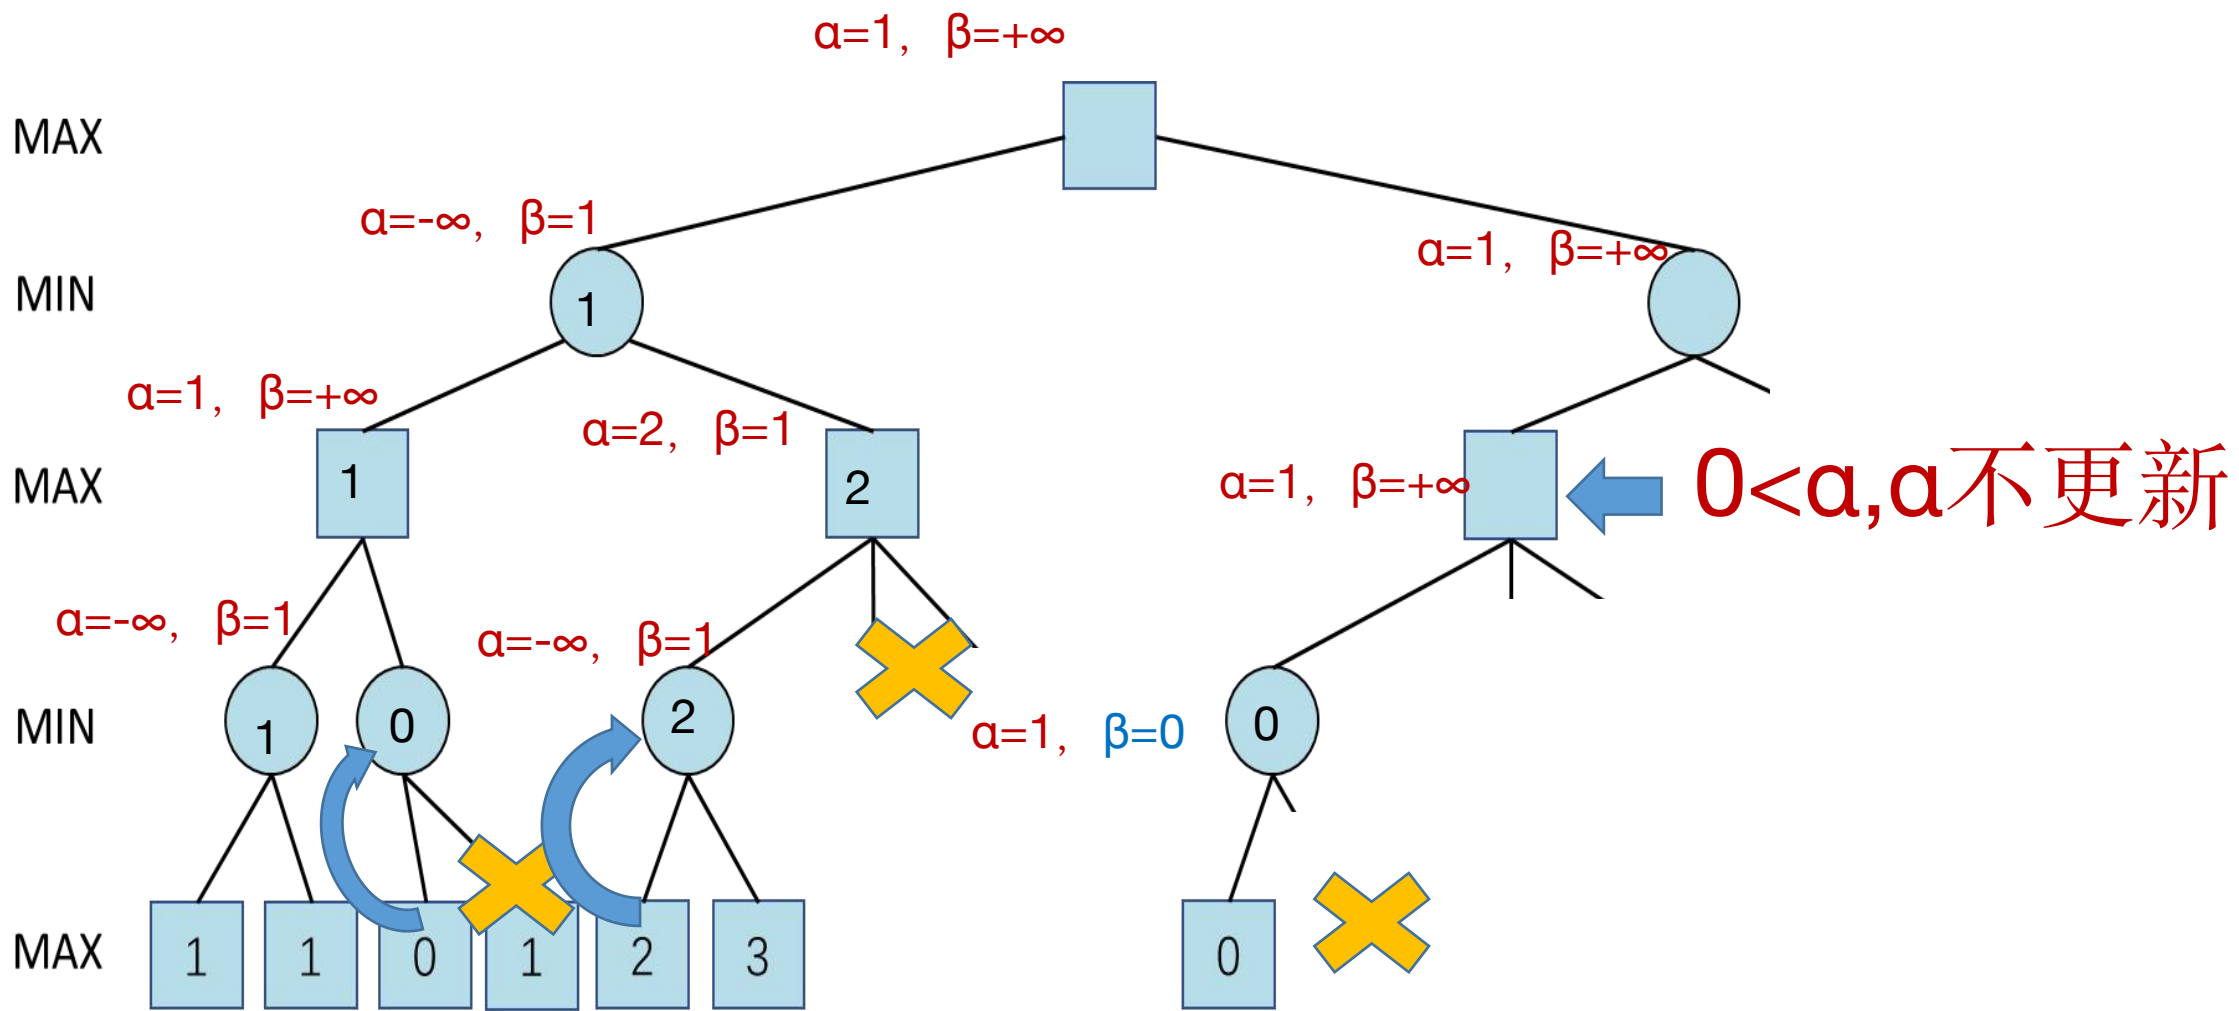 α=1, β=+∞
MAX
α=-∞, β=1
α=1, β=+∞
MIN
1
α=1, β=+∞
α=2, β=1
MAX
1
2
α=1, β=+∞
0<α,α不更新
α=-∞, β=1
α=-∞, β=1
MIN
1
0
2
α=1, β=0
0
MAX
1
1
0
1
2
3
0